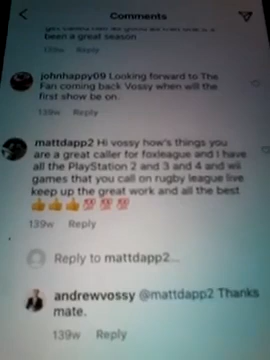 Comments
been a great season
139w Reply
johnhappy09 Looking forward to The
Fan coming back Vossy when will the
first show be on.
139w Reply
mattdapp2 Hi vossy how's things you
are a great caller for foxleague and I have
all the PlayStation 2 and 3 and 4 and wii
games that you call on rugby league live
keep up the great work and all the best
👍👍👍💯💯💯
139w Reply
Reply to mattdapp2...
andrewvossy @mattdapp2 Thanks
mate.
139w Reply